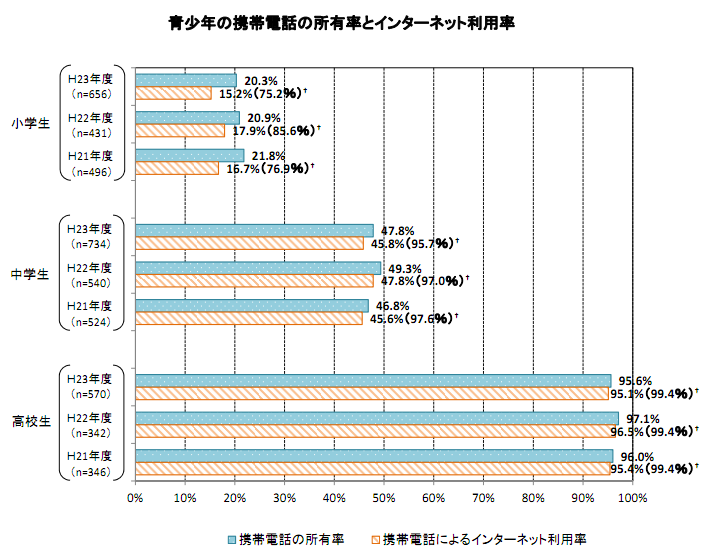 青少年の携帯電話の所有率とインターネット利用率
小学生
H23年度
(n=656)
20.3%
15.2%(75.2%)†
H22年度
(n=431)
20.9%
17.9%(85.6%)†
H21年度
(n=496)
21.8%
16.7%(76.9%)†
中学生
H23年度
(n=734)
47.8%
45.8%(95.7%)†
H22年度
(n=540)
49.3%
47.8%(97.0%)†
H21年度
(n=524)
46.8%
45.6%(97.6%)†
高校生
H23年度
(n=570)
95.6%
95.1%(99.4%)†
H22年度
(n=342)
97.1%
96.5%(99.4%)†
H21年度
(n=346)
96.0%
95.4%(99.4%)†
0% 10% 20% 30% 40% 50% 60% 70% 80% 90% 100%
携帯電話の所有率 携帯電話によるインターネット利用率